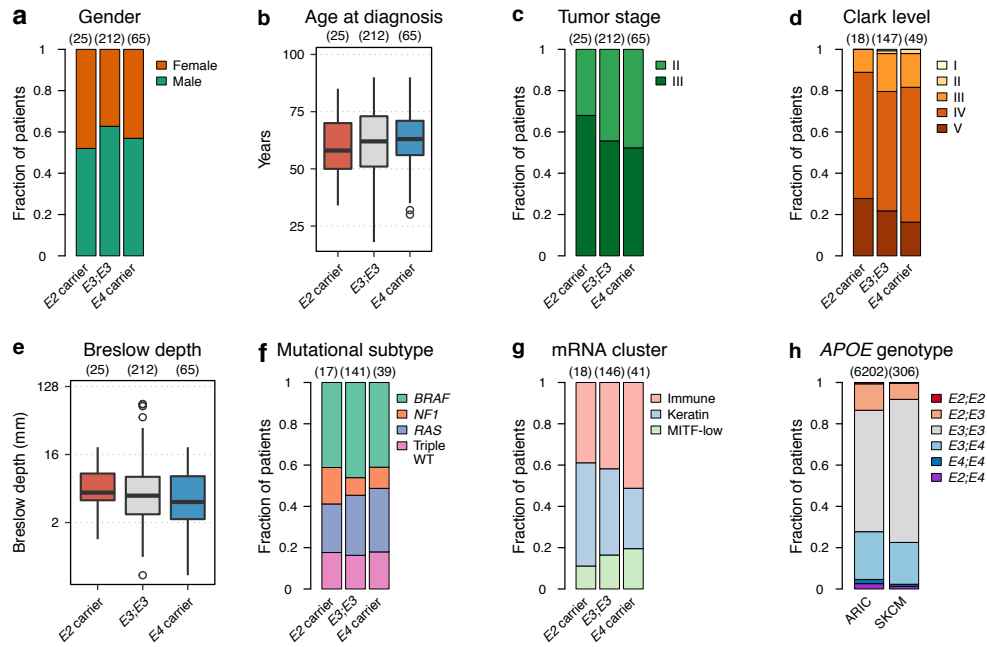 a Gender
(25) (212) (65)
1
0.8
0.6
0.4
0.2
0
Fraction of patients
E2 carrier
E3;E3
E4 carrier
Female
Male
b Age at diagnosis
(25) (212) (65)
100
75
50
25
Years
E2 carrier
E3;E3
E4 carrier
c Tumor stage
(25) (212) (65)
1
0.8
0.6
0.4
0.2
0
Fraction of patients
E2 carrier
E3;E3
E4 carrier
II
III
d Clark level
(18) (147) (49)
1
0.8
0.6
0.4
0.2
0
Fraction of patients
E2 carrier
E3;E3
E4 carrier
I
II
III
IV
V
e Breslow depth
(25) (212) (65)
128
16
2
Breslow depth (mm)
E2 carrier
E3;E3
E4 carrier
f Mutational subtype
(17) (141) (39)
1
0.8
0.6
0.4
0.2
0
Fraction of patients
E2 carrier
E3;E3
E4 carrier
BRAF
NF1
RAS
Triple
WT
g mRNA cluster
(18) (146) (41)
1
0.8
0.6
0.4
0.2
0
Fraction of patients
E2 carrier
E3;E3
E4 carrier
Immune
Keratin
MITF-low
h APOE genotype
(6202) (306)
1
0.8
0.6
0.4
0.2
0
Fraction of patients
ARIC
SKCM
E2;E2
E2;E3
E3;E3
E3;E4
E4;E4
E2;E4